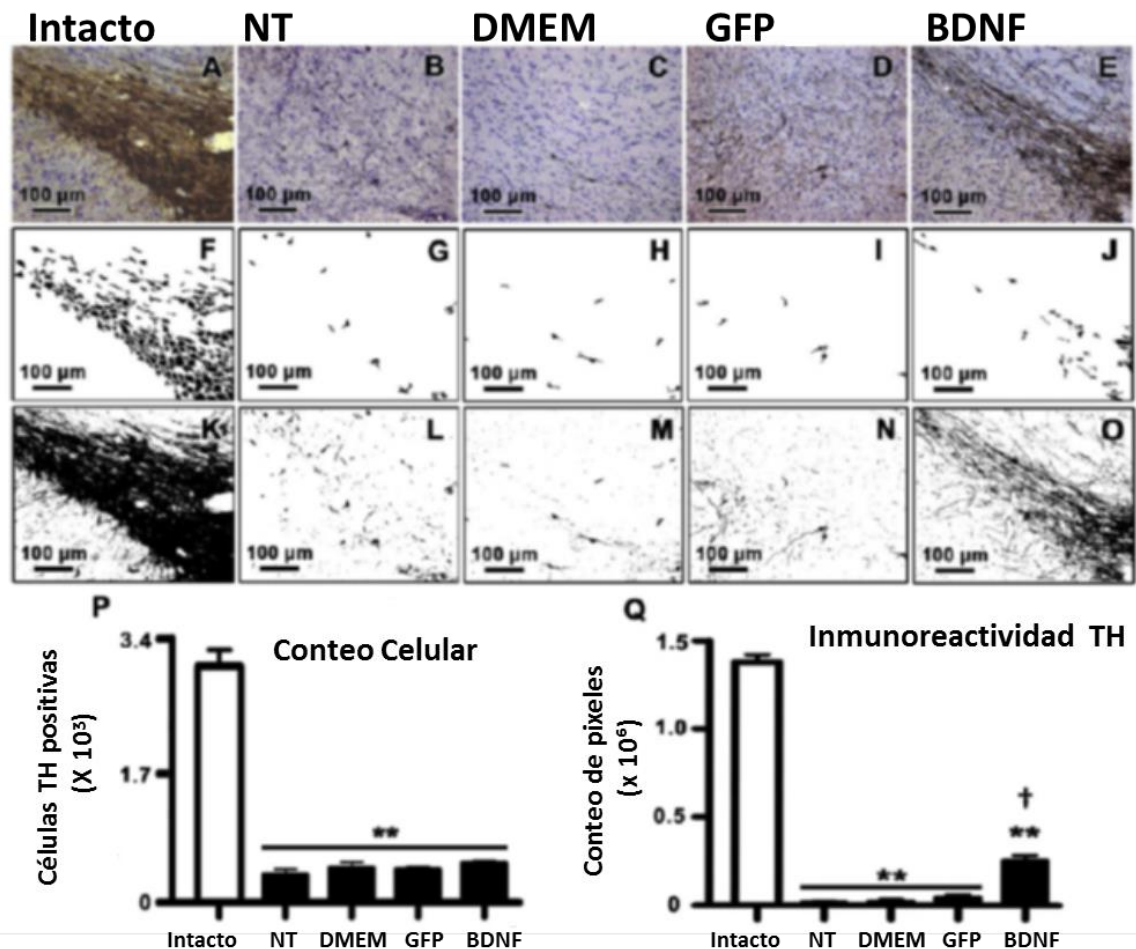 Intacto NT DMEM GFP BDNF
A B C D E
100 µm 100 µm 100 µm 100 µm 100 µm
F G H I J
100 µm 100 µm 100 µm 100 µm 100 µm
K L M N O
100 µm 100 µm 100 µm 100 µm 100 µm
P
Conteo Celular
Células TH positivas
(X 10³)
3.4
1.7
0
**
Intacto NT DMEM GFP BDNF
Q
Inmunoreactividad TH
Conteo de pixeles
(x 10⁶)
1.5
1.0
0.5
0
**
†
**
Intacto NT DMEM GFP BDNF